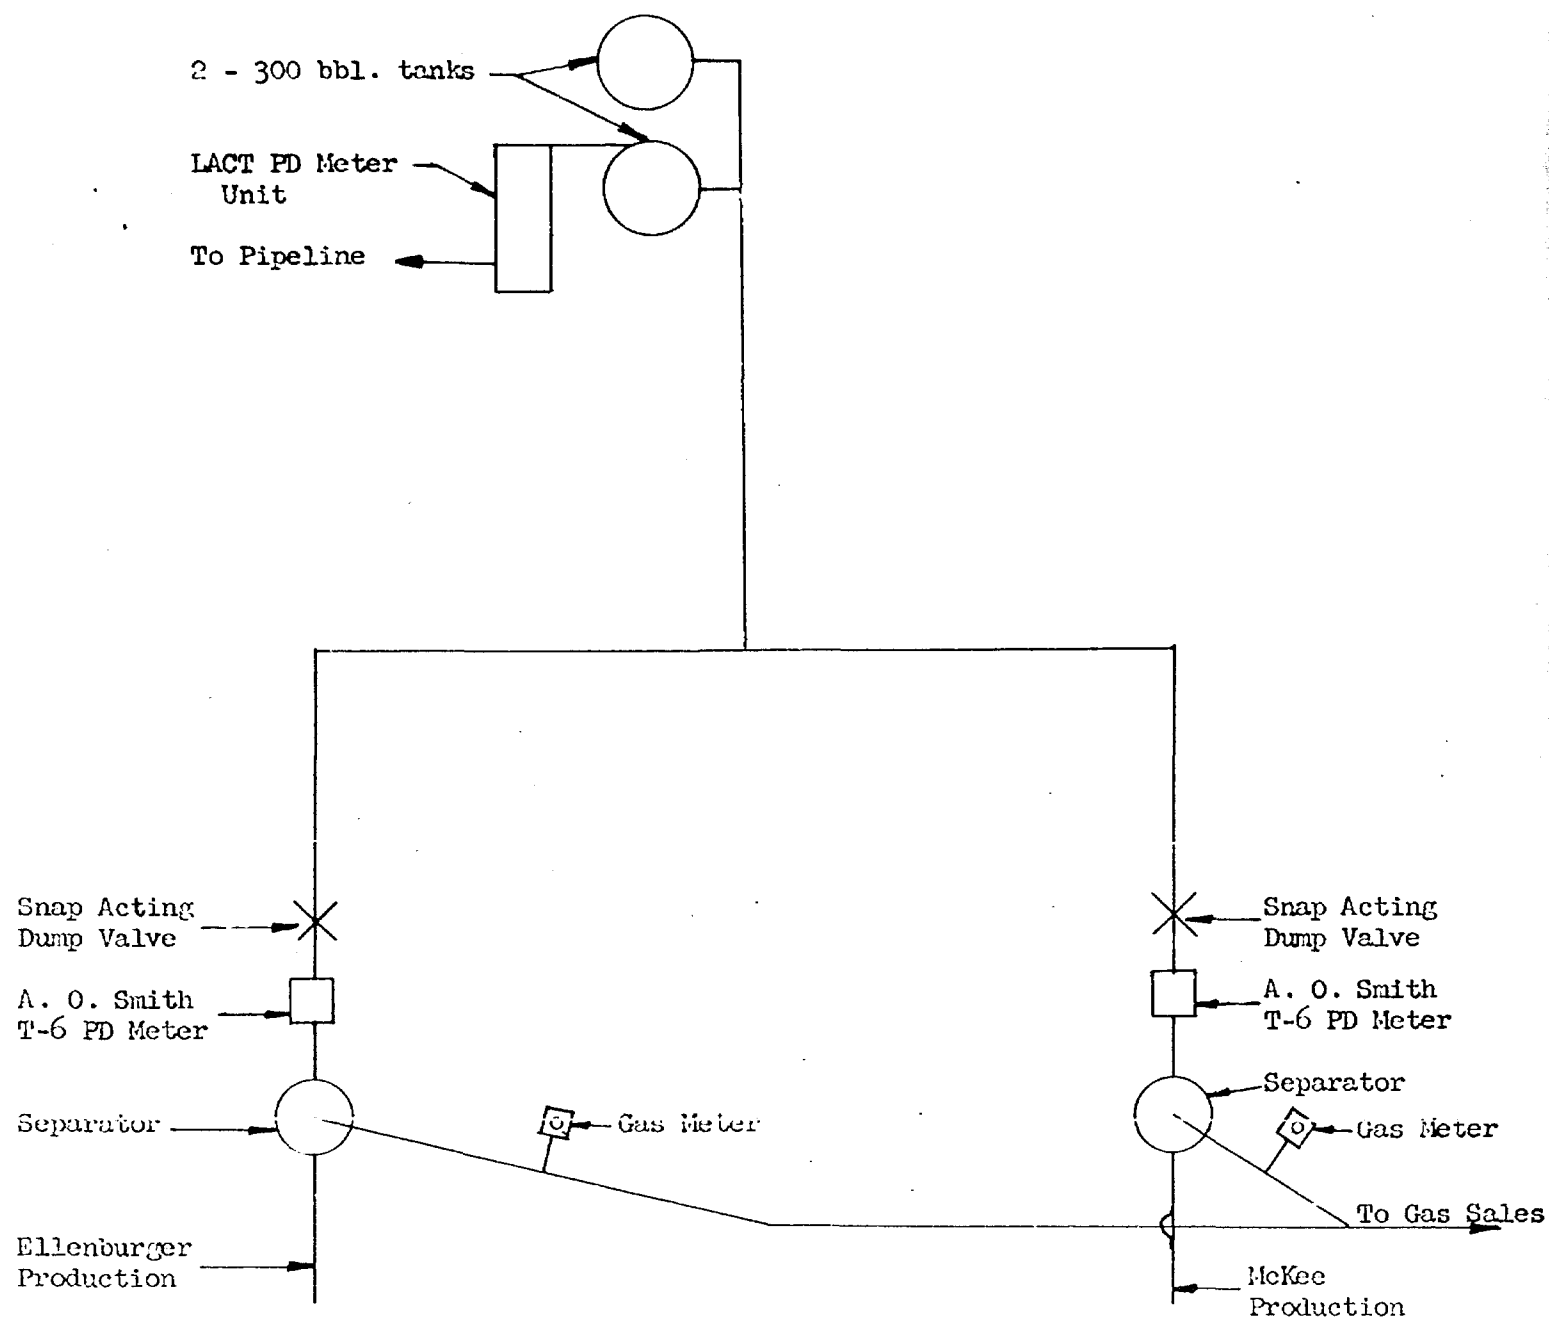 2 - 300 bbl. tanks
LACT PD Meter
Unit
To Pipeline
Snap Acting
Dump Valve
A. O. Smith
T-6 PD Meter
Separator
Gas Meter
Ellenburger
Production
Snap Acting
Dump Valve
A. O. Smith
T-6 PD Meter
Separator
Gas Meter
To Gas Sales
McKee
Production